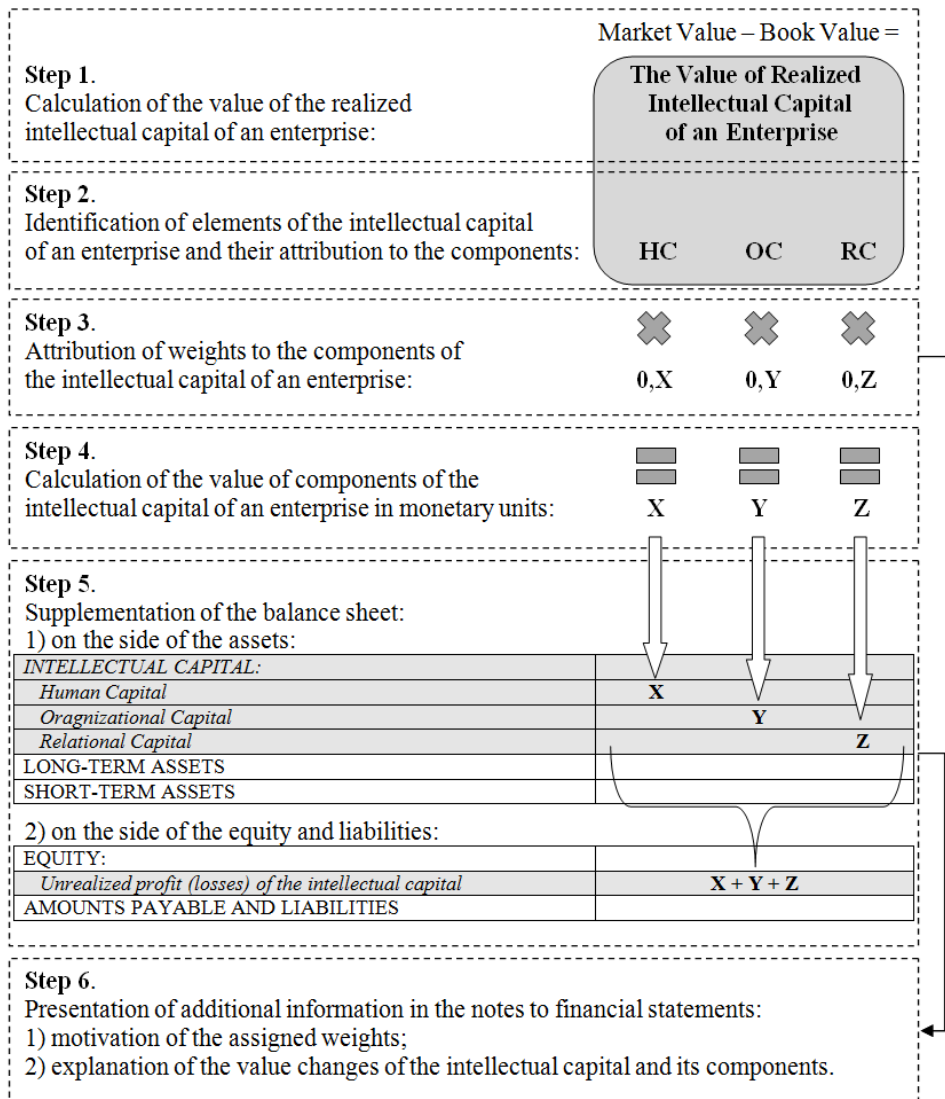 Market Value – Book Value =
Step 1.
Calculation of the value of the realized
intellectual capital of an enterprise:
The Value of Realized
Intellectual Capital
of an Enterprise
Step 2.
Identification of elements of the intellectual capital
of an enterprise and their attribution to the components:
HC OC RC
Step 3.
Attribution of weights to the components of
the intellectual capital of an enterprise:
0,X 0,Y 0,Z
Step 4.
Calculation of the value of components of the
intellectual capital of an enterprise in monetary units:
X Y Z
Step 5.
Supplementation of the balance sheet:
1) on the side of the assets:
INTELLECTUAL CAPITAL:
Human Capital X
Oragnizational Capital Y
Relational Capital Z
LONG-TERM ASSETS
SHORT-TERM ASSETS
2) on the side of the equity and liabilities:
EQUITY:
Unrealized profit (losses) of the intellectual capital X + Y + Z
AMOUNTS PAYABLE AND LIABILITIES
Step 6.
Presentation of additional information in the notes to financial statements:
1) motivation of the assigned weights;
2) explanation of the value changes of the intellectual capital and its components.